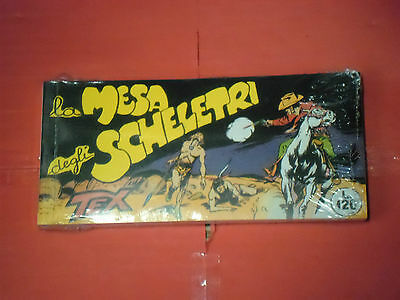 la MESA
degli SCHELETRI
TEX
L. 120